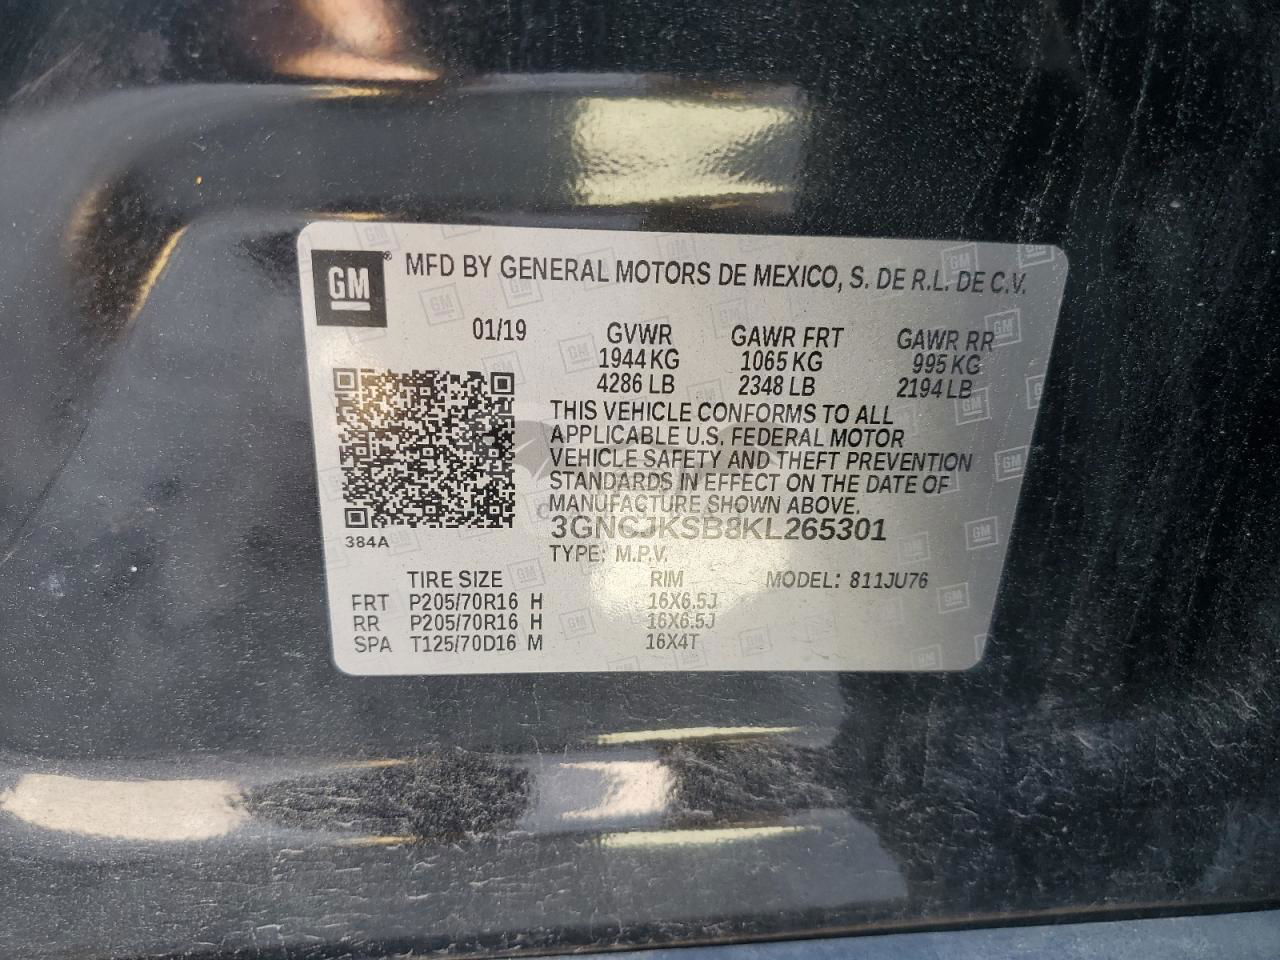 GM® MFD BY GENERAL MOTORS DE MEXICO, S. DE R.L. DE C.V.
01/19 GVWR GAWR FRT GAWR RR
1944 KG 1065 KG 995 KG
4286 LB 2348 LB 2194 LB
THIS VEHICLE CONFORMS TO ALL
APPLICABLE U.S. FEDERAL MOTOR
VEHICLE SAFETY AND THEFT PREVENTION
STANDARDS IN EFFECT ON THE DATE OF
MANUFACTURE SHOWN ABOVE.
3GNCJKSB8KL265301
384A
TYPE: M.P.V.
TIRE SIZE RIM MODEL: 811JU76
FRT P205/70R16 H 16X6.5J
RR P205/70R16 H 16X6.5J
SPA T125/70D16 M 16X4T